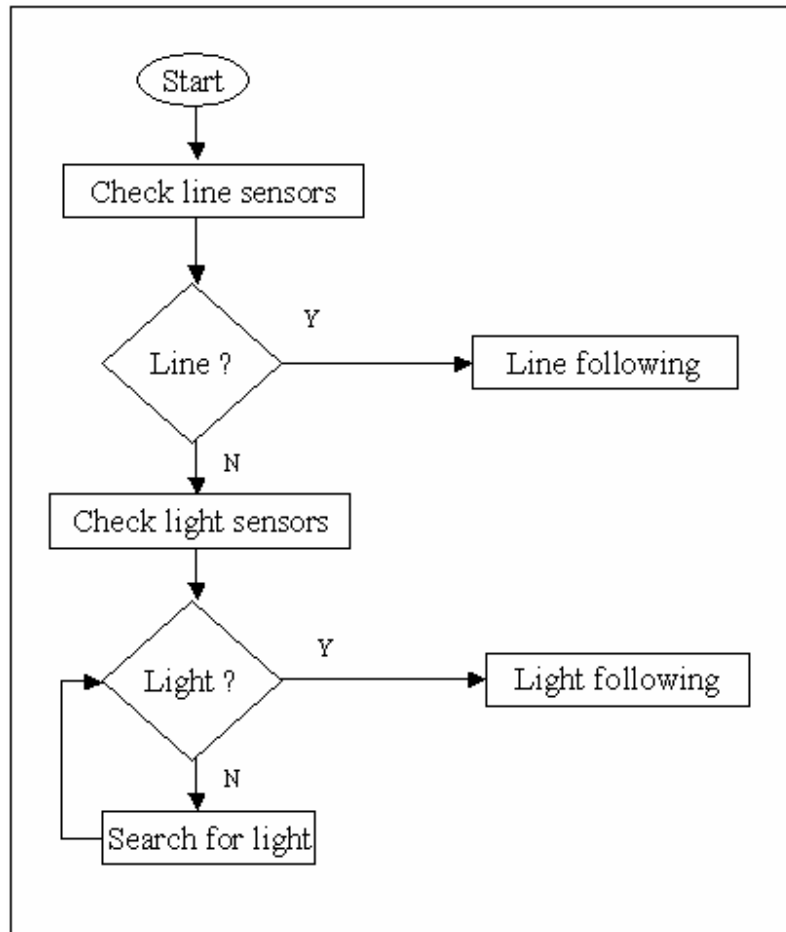 Start
Check line sensors
Y
Line ?
Line following
N
Check light sensors
Y
Light ?
Light following
N
Search for light